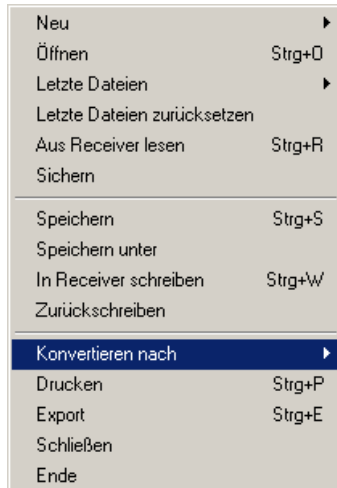 Neu
Öffnen Strg+O
Letzte Dateien
Letzte Dateien zurücksetzen
Aus Receiver lesen Strg+R
Sichern
Speichern Strg+S
Speichern unter
In Receiver schreiben Strg+W
Zurückschreiben
Konvertieren nach
Drucken Strg+P
Export Strg+E
Schließen
Ende